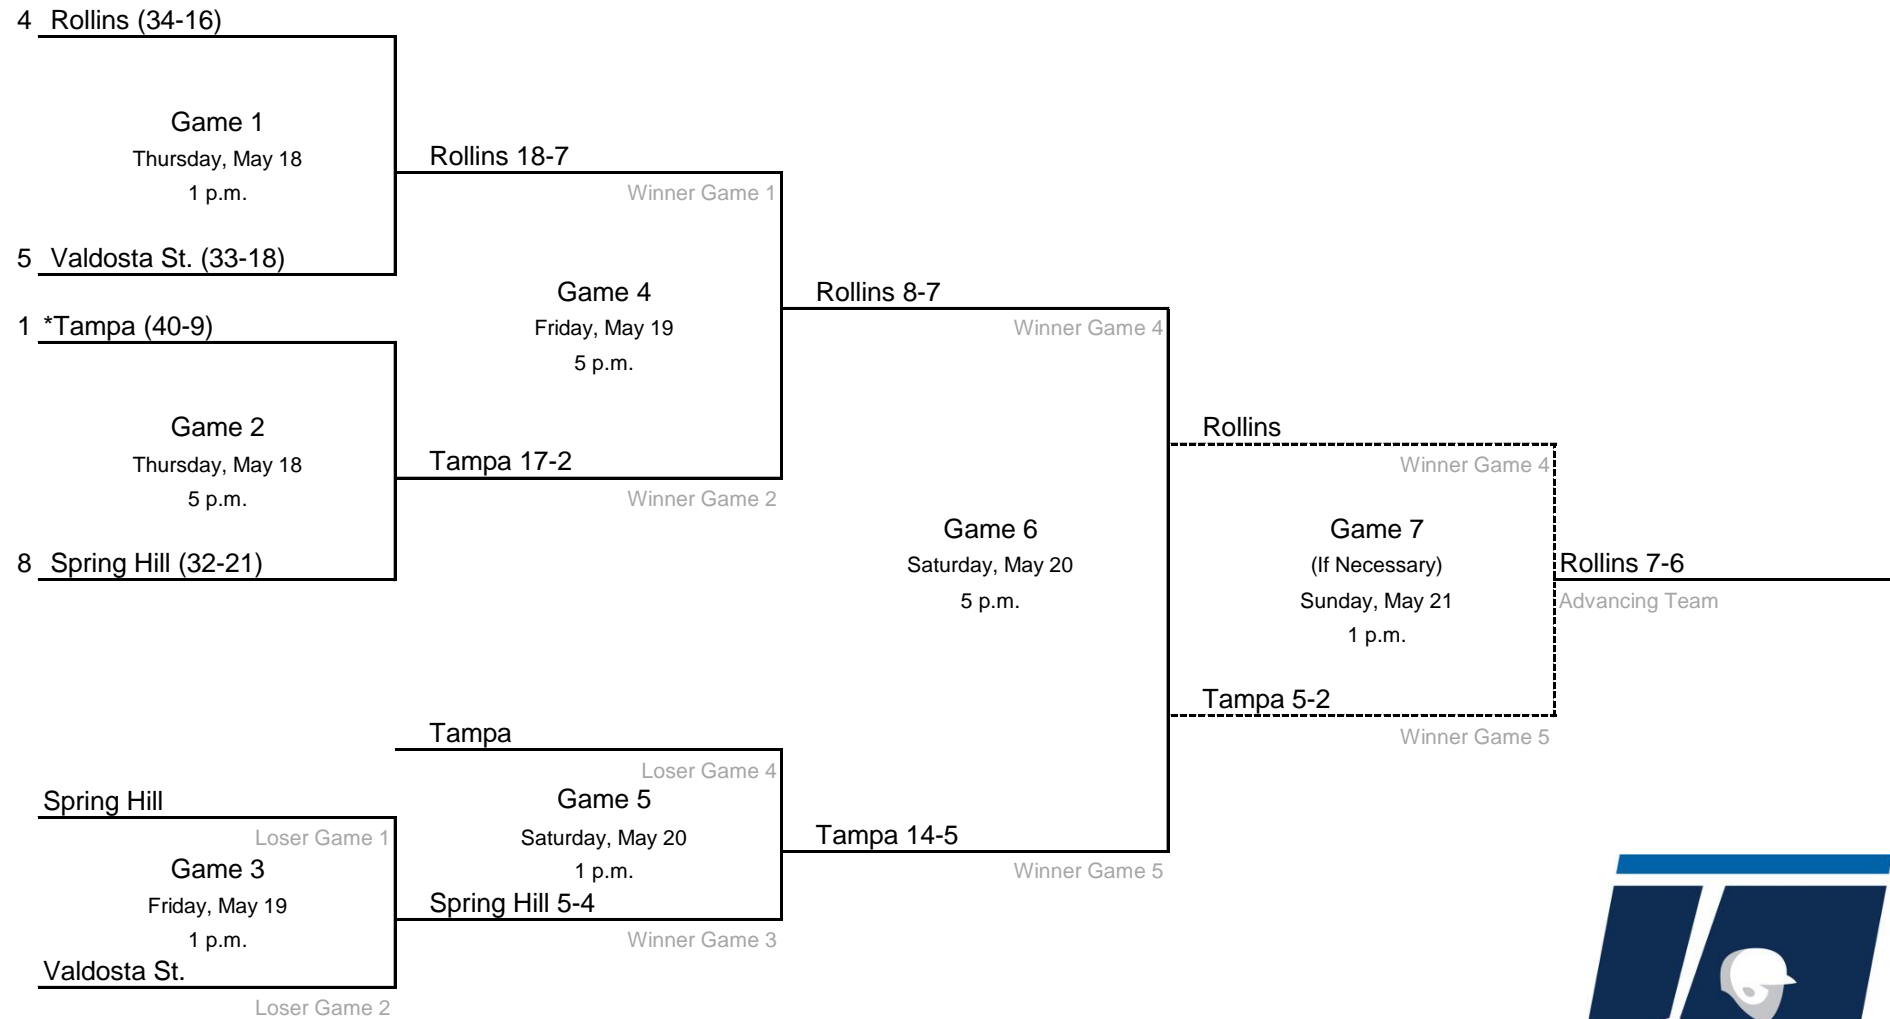 4 Rollins (34-16)
Game 1
Thursday, May 18
1 p.m.
Rollins 18-7
Winner Game 1
5 Valdosta St. (33-18)
Game 4
Friday, May 19
5 p.m.
Rollins 8-7
Winner Game 4
1 *Tampa (40-9)
Game 2
Thursday, May 18
5 p.m.
Tampa 17-2
Winner Game 2
8 Spring Hill (32-21)
Game 6
Saturday, May 20
5 p.m.
Rollins
Winner Game 4
Game 7
(If Necessary)
Sunday, May 21
1 p.m.
Rollins 7-6
Advancing Team
Tampa 5-2
Winner Game 5
Tampa
Loser Game 4
Game 5
Saturday, May 20
1 p.m.
Tampa 14-5
Winner Game 5
Spring Hill
Loser Game 1
Game 3
Friday, May 19
1 p.m.
Spring Hill 5-4
Winner Game 3
Valdosta St.
Loser Game 2